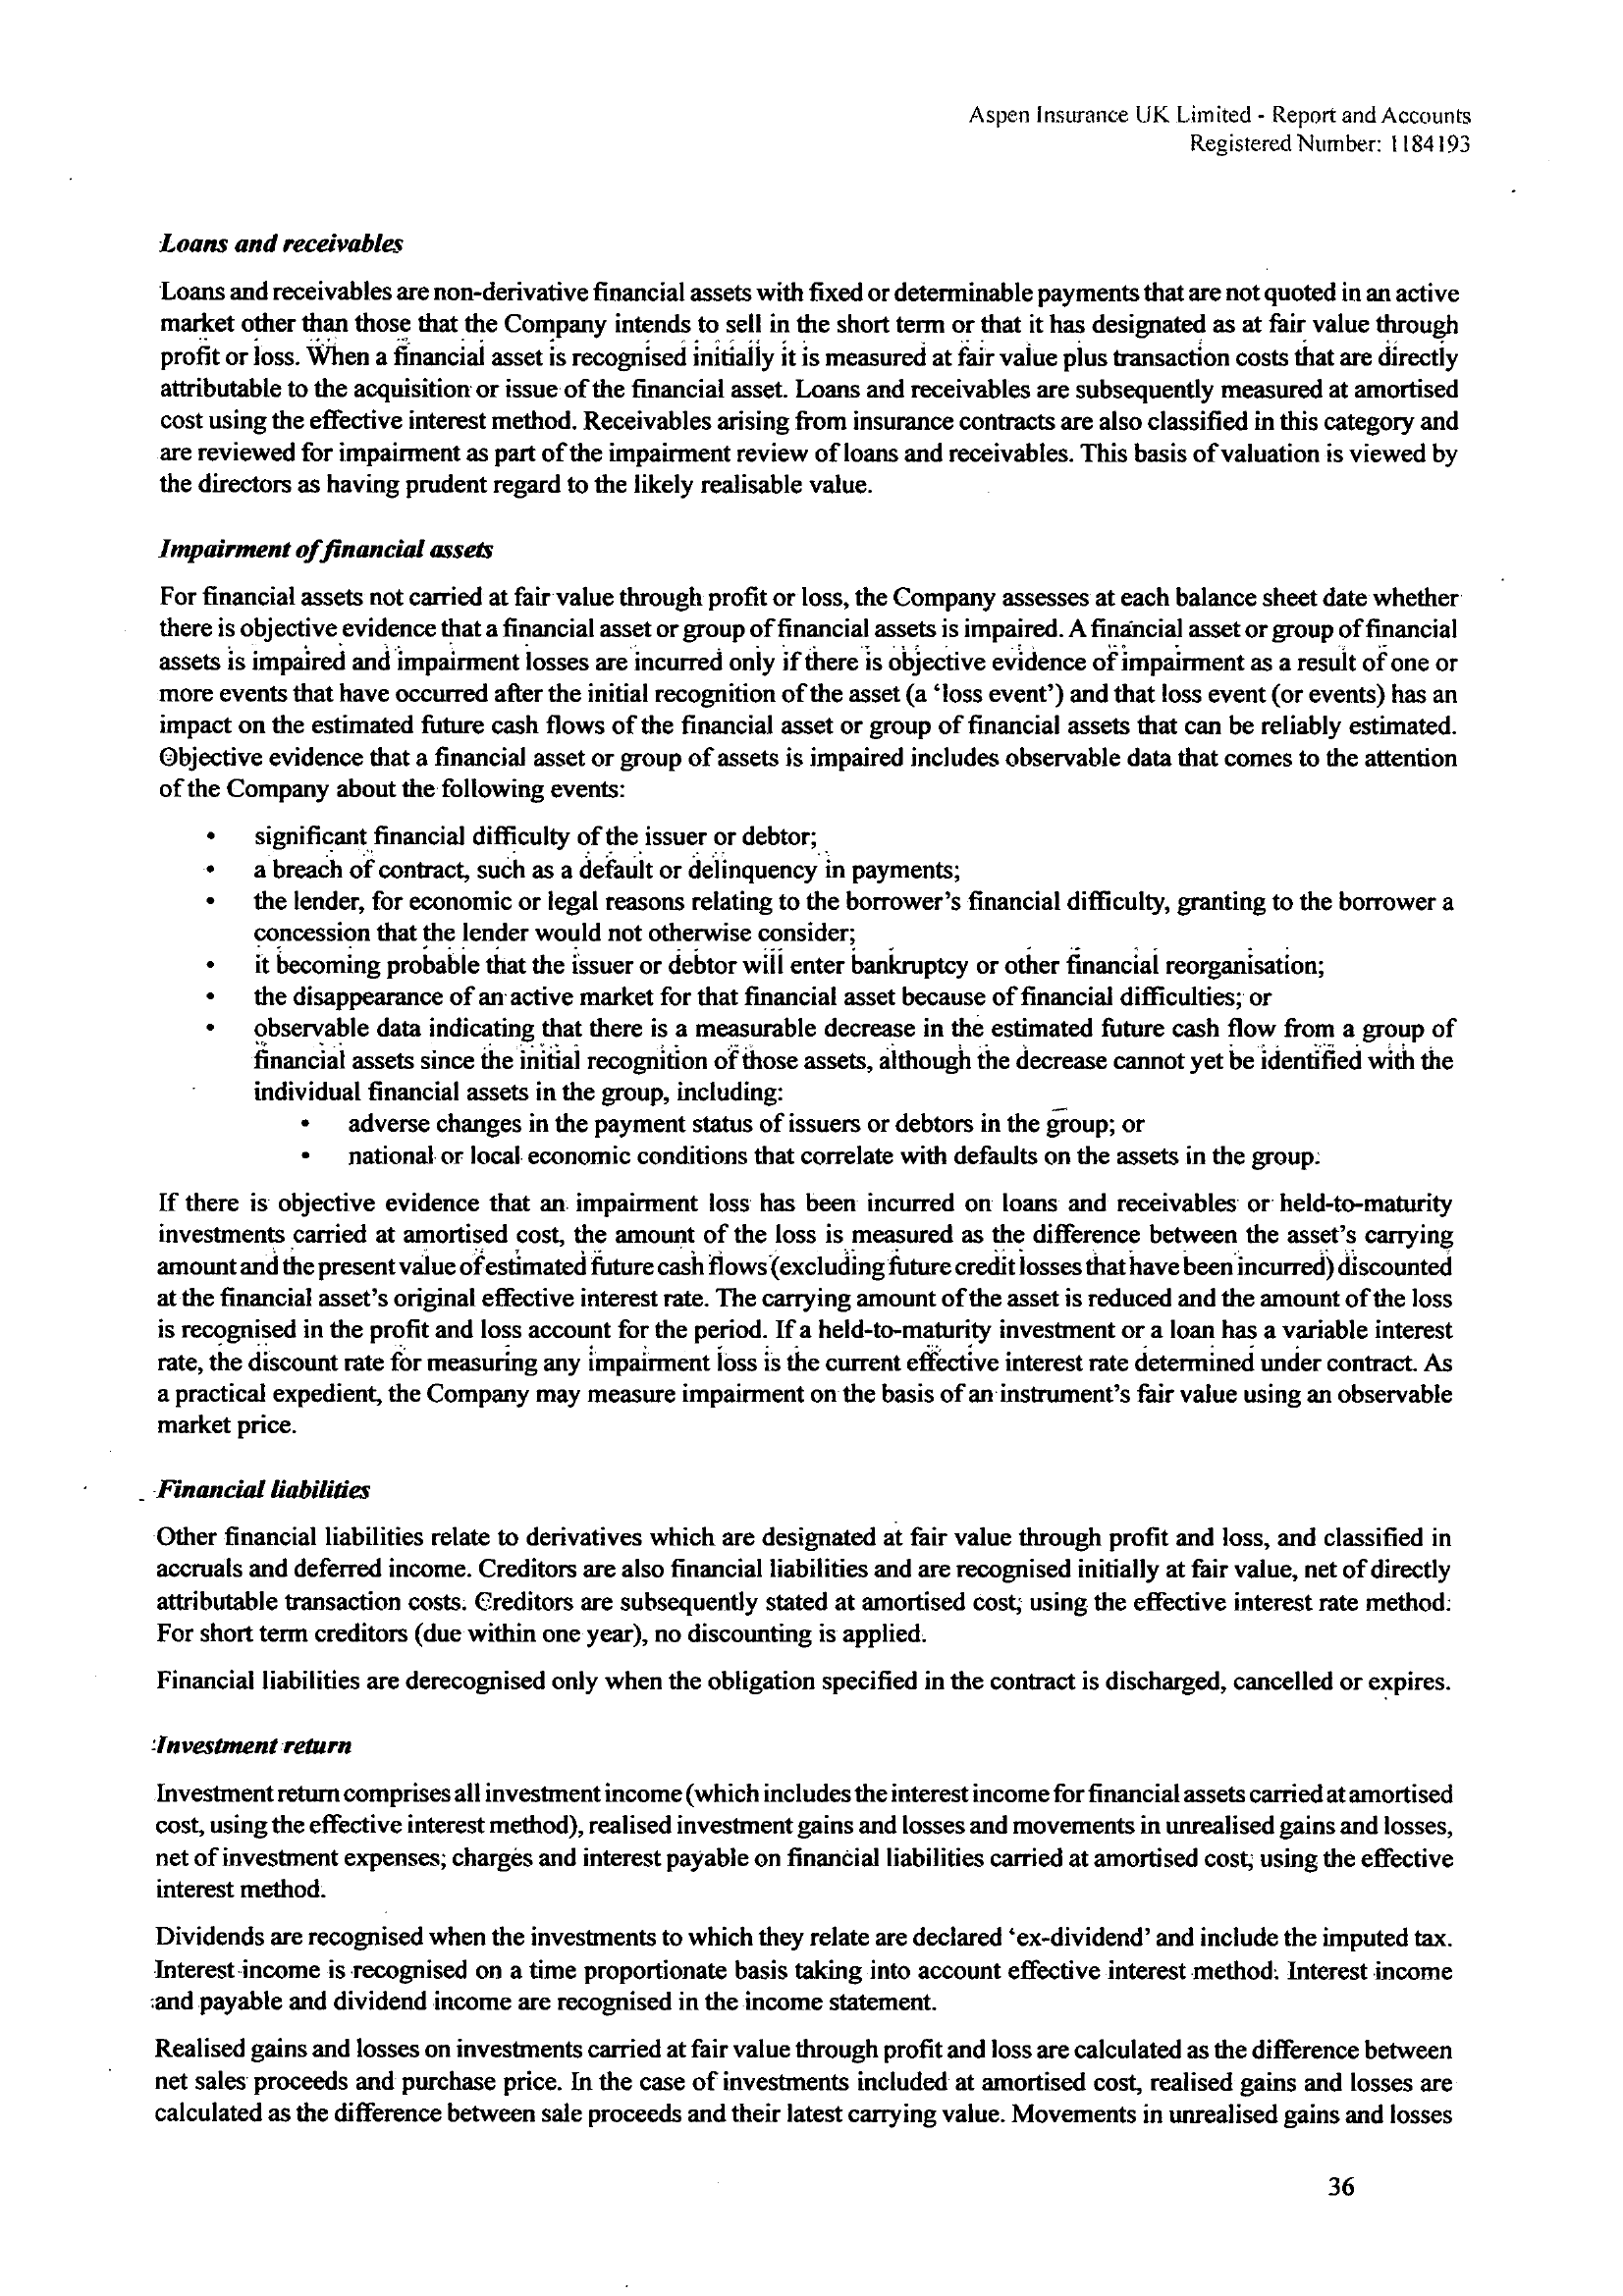 Aspen Insurance UK Limited - Report and Accounts
Registered Number: 1184193
Loans and receivables
Loans and receivables are non-derivative financial assets with fixed or determinable payments that are not quoted in an active
market other than those that the Company intends to sell in the short term or that it has designated as at fair value through
profit or loss. When a financial asset is recognised initially it is measured at fair value plus transaction costs that are directly
attributable to the acquisition or issue of the financial asset. Loans and receivables are subsequently measured at amortised
cost using the effective interest method. Receivables arising from insurance contracts are also classified in this category and
are reviewed for impairment as part of the impairment review of loans and receivables. This basis of valuation is viewed by
the directors as having prudent regard to the likely realisable value.
Impairment of financial assets
For financial assets not carried at fair value through profit or loss, the Company assesses at each balance sheet date whether
there is objective evidence that a financial asset or group of financial assets is impaired. A financial asset or group of financial
assets is impaired and impairment losses are incurred only if there is objective evidence of impairment as a result of one or
more events that have occurred after the initial recognition of the asset (a ‘loss event’) and that loss event (or events) has an
impact on the estimated future cash flows of the financial asset or group of financial assets that can be reliably estimated.
Objective evidence that a financial asset or group of assets is impaired includes observable data that comes to the attention
of the Company about the following events:
• significant financial difficulty of the issuer or debtor;
• a breach of contract, such as a default or delinquency in payments;
• the lender, for economic or legal reasons relating to the borrower’s financial difficulty, granting to the borrower a
concession that the lender would not otherwise consider;
• it becoming probable that the issuer or debtor will enter bankruptcy or other financial reorganisation;
• the disappearance of an active market for that financial asset because of financial difficulties; or
• observable data indicating that there is a measurable decrease in the estimated future cash flow from a group of
financial assets since the initial recognition of those assets, although the decrease cannot yet be identified with the
individual financial assets in the group, including:
• adverse changes in the payment status of issuers or debtors in the group; or
• national or local economic conditions that correlate with defaults on the assets in the group.
If there is objective evidence that an impairment loss has been incurred on loans and receivables or held-to-maturity
investments carried at amortised cost, the amount of the loss is measured as the difference between the asset’s carrying
amount and the present value of estimated future cash flows (excluding future credit losses that have been incurred) discounted
at the financial asset’s original effective interest rate. The carrying amount of the asset is reduced and the amount of the loss
is recognised in the profit and loss account for the period. If a held-to-maturity investment or a loan has a variable interest
rate, the discount rate for measuring any impairment loss is the current effective interest rate determined under contract. As
a practical expedient, the Company may measure impairment on the basis of an instrument’s fair value using an observable
market price.
Financial liabilities
Other financial liabilities relate to derivatives which are designated at fair value through profit and loss, and classified in
accruals and deferred income. Creditors are also financial liabilities and are recognised initially at fair value, net of directly
attributable transaction costs. Creditors are subsequently stated at amortised cost, using the effective interest rate method.
For short term creditors (due within one year), no discounting is applied.
Financial liabilities are derecognised only when the obligation specified in the contract is discharged, cancelled or expires.
Investment return
Investment return comprises all investment income (which includes the interest income for financial assets carried at amortised
cost, using the effective interest method), realised investment gains and losses and movements in unrealised gains and losses,
net of investment expenses, charges and interest payable on financial liabilities carried at amortised cost, using the effective
interest method.
Dividends are recognised when the investments to which they relate are declared ‘ex-dividend’ and include the imputed tax.
Interest income is recognised on a time proportionate basis taking into account effective interest method. Interest income
and payable and dividend income are recognised in the income statement.
Realised gains and losses on investments carried at fair value through profit and loss are calculated as the difference between
net sales proceeds and purchase price. In the case of investments included at amortised cost, realised gains and losses are
calculated as the difference between sale proceeds and their latest carrying value. Movements in unrealised gains and losses
36